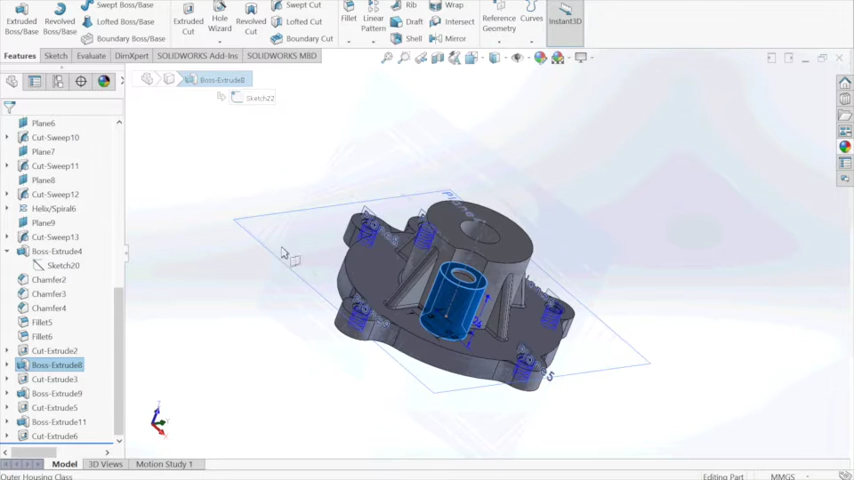 Swept Boss/Base
Swept Cut
Rib
Wrap
Extruded Boss/Base
Revolved Boss/Base
Lofted Boss/Base
Extruded Cut
Hole Wizard
Revolved Cut
Lofted Cut
Fillet
Linear Pattern
Draft
Intersect
Reference Geometry
Curves
Instant3D
Boundary Boss/Base
Boundary Cut
Shell
Mirror
Features
Sketch
Evaluate
DimXpert
SOLIDWORKS Add-Ins
SOLIDWORKS MBD
Boss-Extrude8
Sketch22
Plane6
Cut-Sweep10
Plane7
Cut-Sweep11
Plane8
Cut-Sweep12
Helix/Spiral6
Plane9
Cut-Sweep13
Boss-Extrude4
Sketch20
Chamfer2
Chamfer3
Chamfer4
Fillet5
Fillet6
Cut-Extrude2
Boss-Extrude8
Cut-Extrude3
Boss-Extrude9
Cut-Extrude5
Boss-Extrude11
Cut-Extrude6
Model
3D Views
Motion Study 1
Outer Housing Class
Editing Part
MMGS